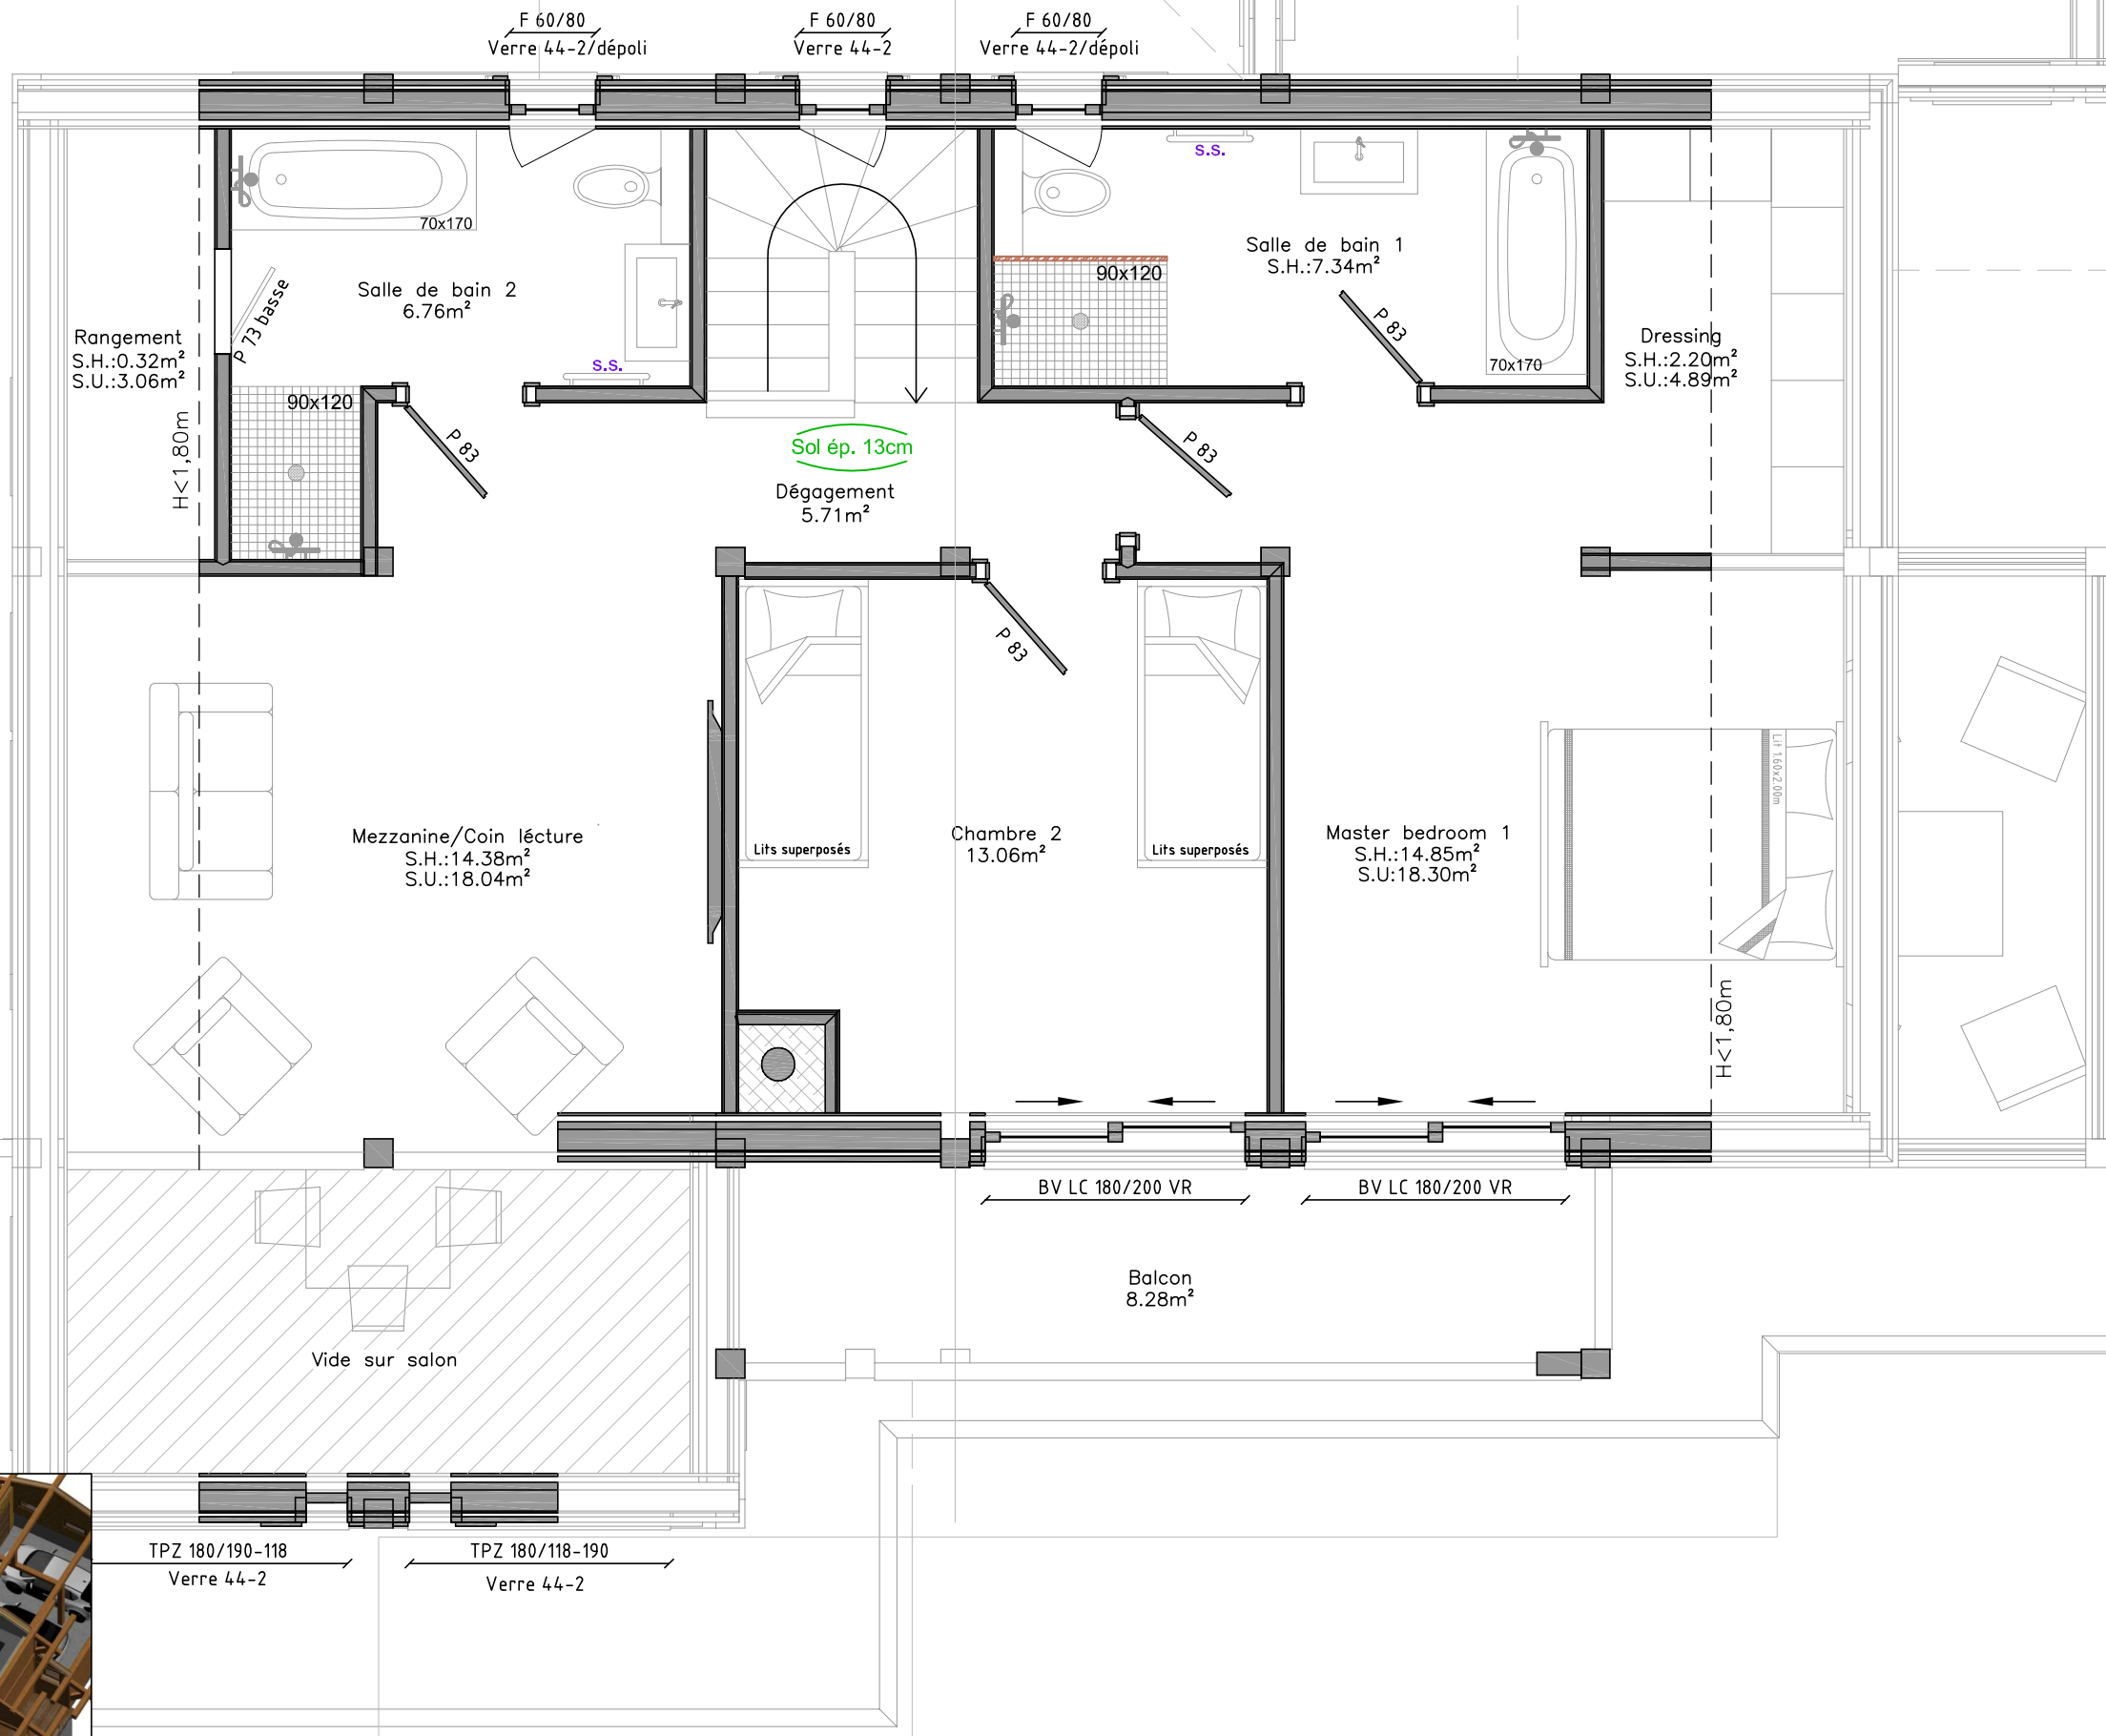 F 60/80
Verre 44-2/dépoli
F 60/80
Verre 44-2
F 60/80
Verre 44-2/dépoli
s.s.
70x170
Salle de bain 1
S.H.:7.34m²
90x120
Salle de bain 2
6.76m²
P 73 basse
P 83
Rangement
S.H.:0.32m²
S.U.:3.06m²
Dressing
S.H.:2.20m²
S.U.:4.89m²
s.s.
70x170
90x120
H<1,80m
P 83
Sol ép. 13cm
P 83
Dégagement
5.71m²
P 83
Lit 1.60x2.00m
Mezzanine/Coin lécture
S.H.:14.38m²
S.U.:18.04m²
Lits superposés
Chambre 2
13.06m²
Lits superposés
Master bedroom 1
S.H.:14.85m²
S.U:18.30m²
H<1,80m
BV LC 180/200 VR
BV LC 180/200 VR
Balcon
8.28m²
Vide sur salon
TPZ 180/190-118
Verre 44-2
TPZ 180/118-190
Verre 44-2